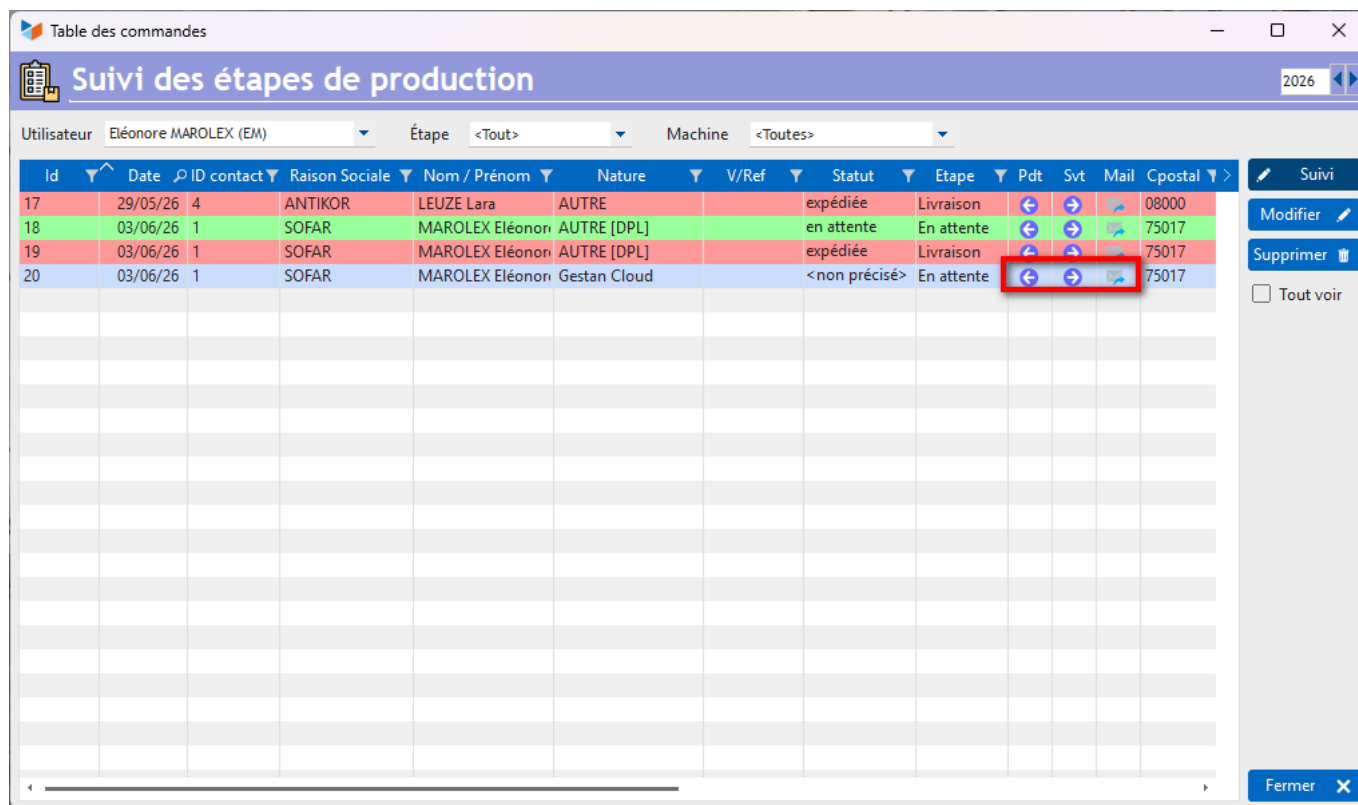 Table des commandes
Suivi des étapes de production
2026
Utilisateur Eléonore MAROLEX (EM) Étape <Tout> Machine <Toutes>
Id Date ID contact Raison Sociale Nom / Prénom Nature V/Ref Statut Etape Pdt Svt Mail Cpostal
17 29/05/26 4 ANTIKOR LEUZE Lara AUTRE expédiée Livraison 08000
18 03/06/26 1 SOFAR MAROLEX Eléonor AUTRE [DPL] en attente En attente 75017
19 03/06/26 1 SOFAR MAROLEX Eléonor AUTRE [DPL] expédiée Livraison 75017
20 03/06/26 1 SOFAR MAROLEX Eléonor Gestan Cloud <non précisé> En attente 75017
Suivi
Modifier
Supprimer
Tout voir
Fermer